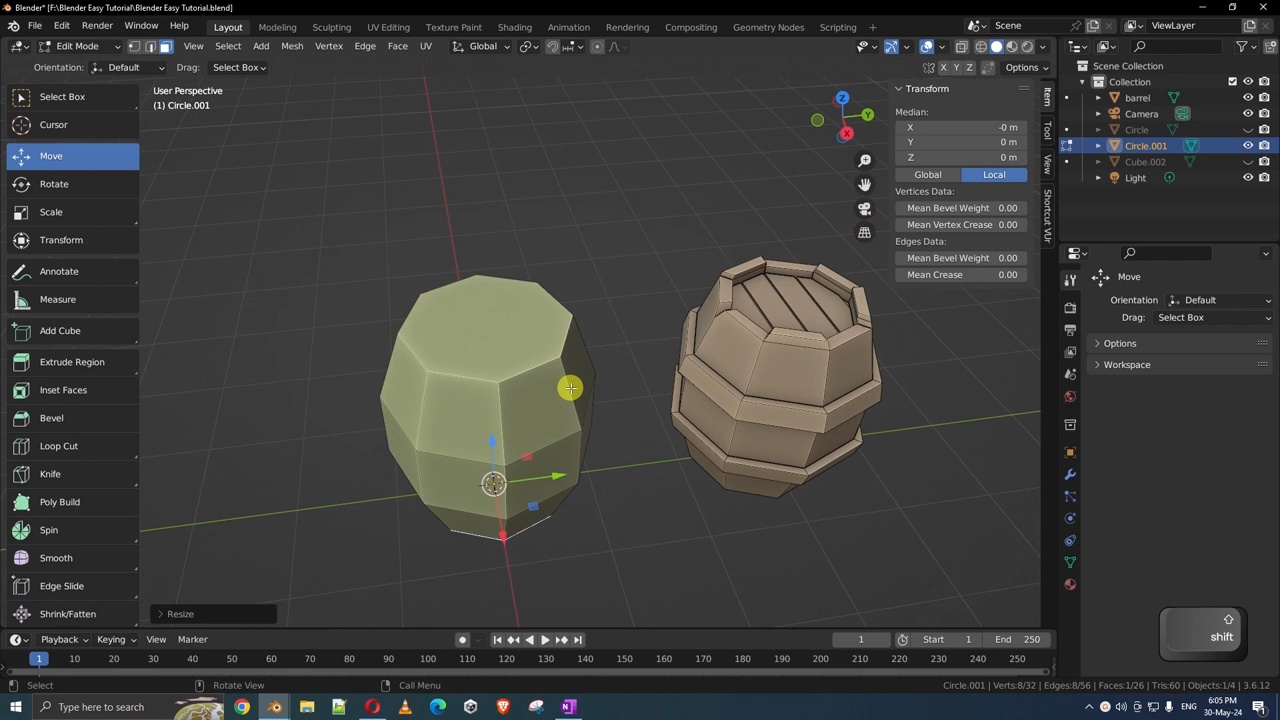 Blender* [F:\Blender Easy Tutorial\Blender Easy Tutorial.blend]
File Edit Render Window Help Layout Modeling Sculpting UV Editing Texture Paint Shading Animation Rendering Compositing Geometry Nodes Scripting Scene ViewLayer
Edit Mode View Select Add Mesh Vertex Edge Face UV Global
Orientation: Default Drag: Select Box X Y Z Options
User Perspective
(1) Circle.001
Select Box
Cursor
Move
Rotate
Scale
Transform
Annotate
Measure
Add Cube
Extrude Region
Inset Faces
Bevel
Loop Cut
Knife
Poly Build
Spin
Smooth
Edge Slide
Shrink/Fatten
Resize
Z
Y
X
Transform
Median:
X -0 m
Y 0 m
Z 0 m
Global Local
Vertices Data:
Mean Bevel Weight 0.00
Mean Vertex Crease 0.00
Edges Data:
Mean Bevel Weight 0.00
Mean Crease 0.00
Item
Tool
View
Shortcut VUr
Scene Collection
Collection
barrel
Camera
Circle
Circle.001
Cube.002
Light
Move
Orientation Default
Drag: Select Box
Options
Workspace
shift
Playback Keying View Marker 1 Start 1 End 250
1 10 20 30 40 50 60 70 80 90 100 110 120 130 140 150 160 170 180 190 200 210 220 230 240 250
Select Rotate View Call Menu Circle.001 | Verts:8/32 | Edges:8/56 | Faces:1/26 | Tris:60 | Objects:1/4 | 3.6.12
Type here to search ENG 6:05 PM 30-May-24